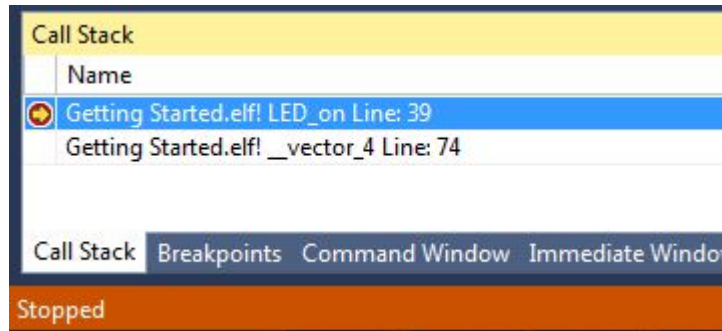 Call Stack
Name
Getting Started.elf! LED_on Line: 39
Getting Started.elf! __vector_4 Line: 74
Call Stack Breakpoints Command Window Immediate Windo
Stopped